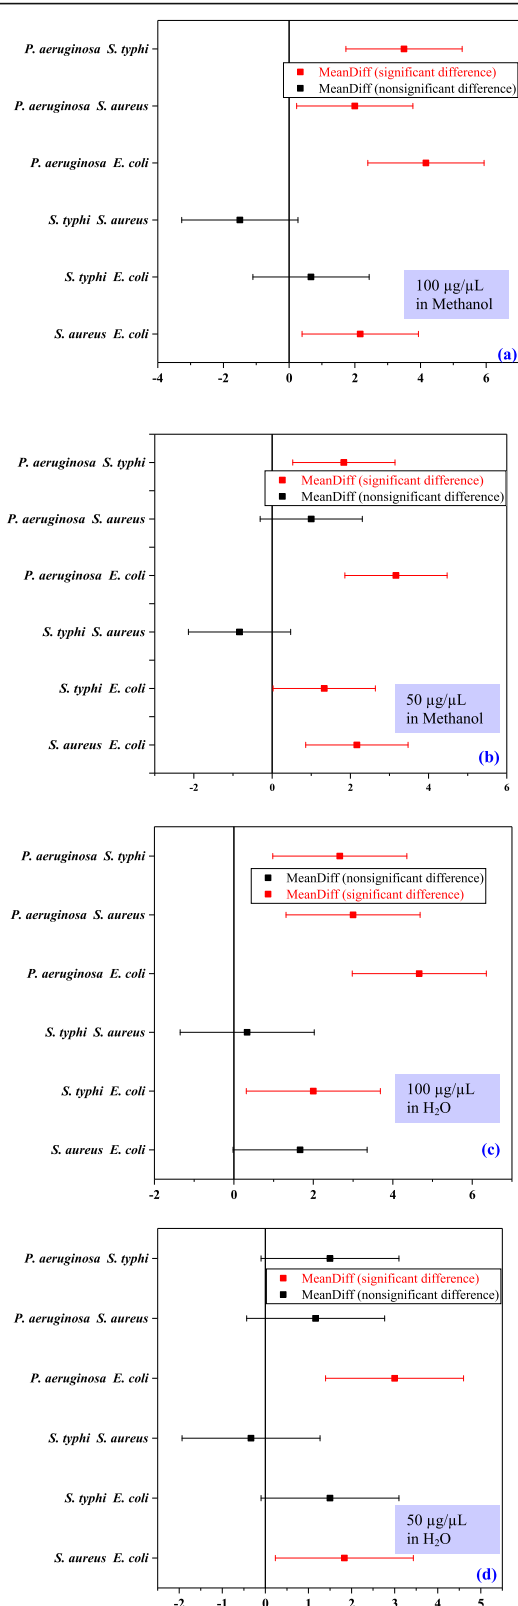 P. aeruginosa S. typhi
MeanDiff (significant difference)
MeanDiff (nonsignificant difference)
P. aeruginosa S. aureus
P. aeruginosa E. coli
S. typhi S. aureus
S. typhi E. coli
100 µg/µL
in Methanol
S. aureus E. coli
(a)
-4 -2 0 2 4 6
P. aeruginosa S. typhi
MeanDiff (significant difference)
MeanDiff (nonsignificant difference)
P. aeruginosa S. aureus
P. aeruginosa E. coli
S. typhi S. aureus
S. typhi E. coli
50 µg/µL
in Methanol
S. aureus E. coli
(b)
-2 0 2 4 6
P. aeruginosa S. typhi
MeanDiff (nonsignificant difference)
MeanDiff (significant difference)
P. aeruginosa S. aureus
P. aeruginosa E. coli
S. typhi S. aureus
S. typhi E. coli
100 µg/µL
in H₂O
S. aureus E. coli
(c)
-2 0 2 4 6
P. aeruginosa S. typhi
MeanDiff (significant difference)
MeanDiff (nonsignificant difference)
P. aeruginosa S. aureus
P. aeruginosa E. coli
S. typhi S. aureus
S. typhi E. coli
50 µg/µL
in H₂O
S. aureus E. coli
(d)
-2 -1 0 1 2 3 4 5